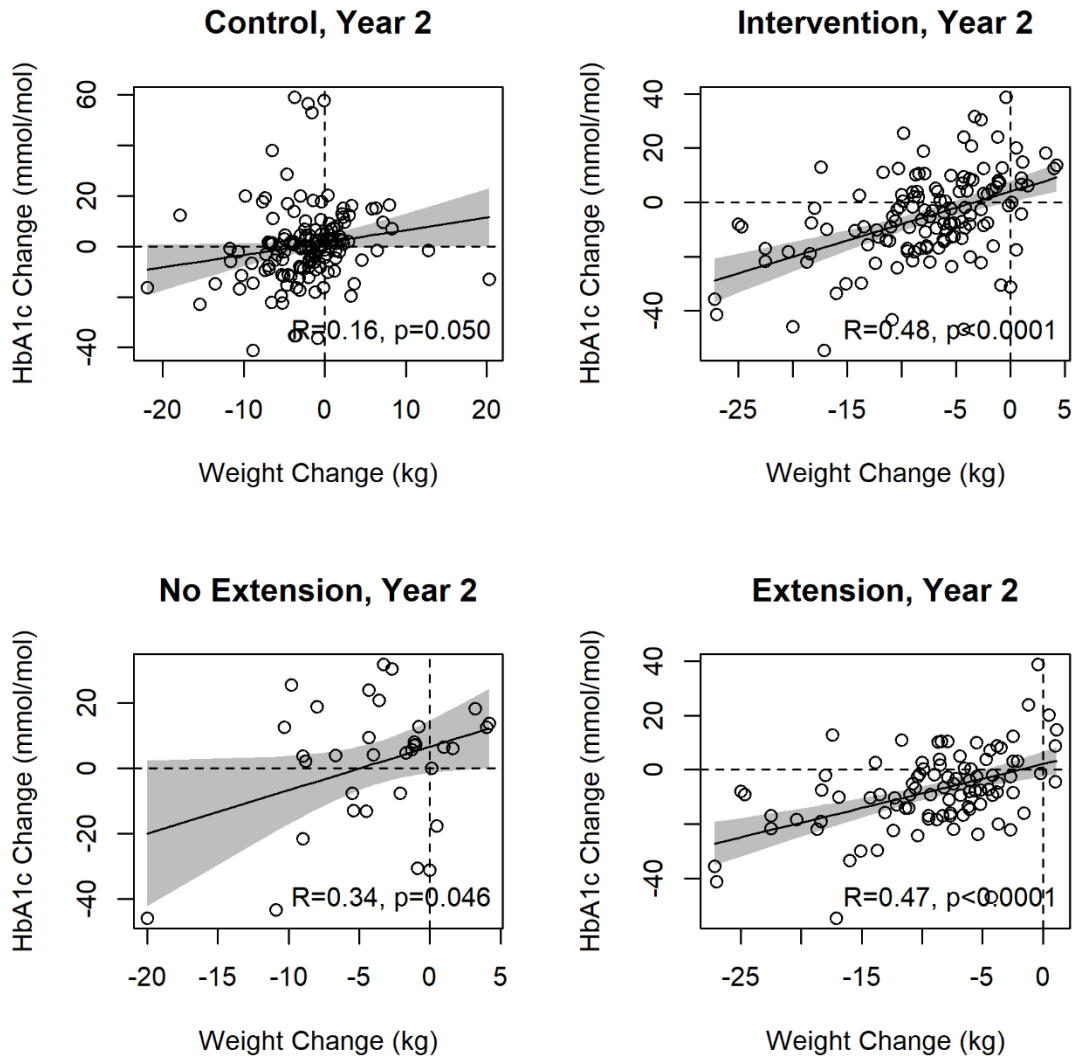 Control, Year 2
HbA1c Change (mmol/mol)
60
20
0
-40
R=0.16, p=0.050
-20 -10 0 10 20
Weight Change (kg)
Intervention, Year 2
HbA1c Change (mmol/mol)
40
20
0
-40
R=0.48, p<0.0001
-25 -15 -5 0 5
Weight Change (kg)
No Extension, Year 2
HbA1c Change (mmol/mol)
20
0
-40
R=0.34, p=0.046
-20 -15 -10 -5 0 5
Weight Change (kg)
Extension, Year 2
HbA1c Change (mmol/mol)
40
20
0
-40
R=0.47, p<0.0001
-25 -15 -5 0
Weight Change (kg)